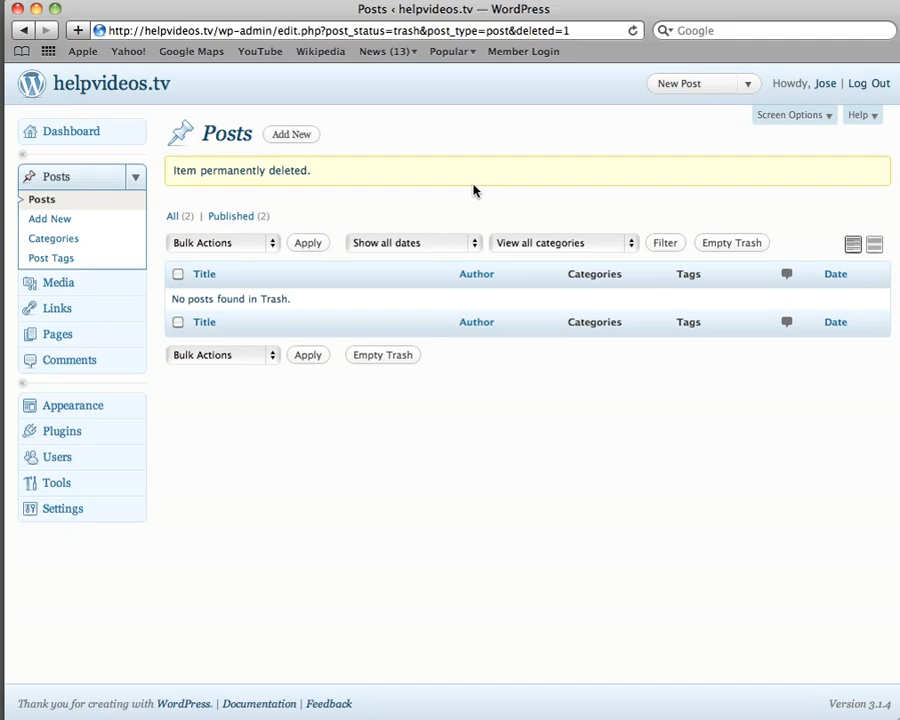 Posts ‹ helpvideos.tv — WordPress
http://helpvideos.tv/wp-admin/edit.php?post_status=trash&post_type=post&deleted=1
Google
Apple Yahoo! Google Maps YouTube Wikipedia News (13) Popular Member Login
helpvideos.tv
New Post
Howdy, Jose | Log Out
Screen Options
Help
Dashboard
Posts
Posts
Add New
Categories
Post Tags
Media
Links
Pages
Comments
Appearance
Plugins
Users
Tools
Settings
Posts Add New
Item permanently deleted.
All (2) | Published (2)
Bulk Actions Apply Show all dates View all categories Filter Empty Trash
Title Author Categories Tags Date
No posts found in Trash.
Title Author Categories Tags Date
Bulk Actions Apply Empty Trash
Thank you for creating with WordPress. | Documentation | Feedback
Version 3.1.4